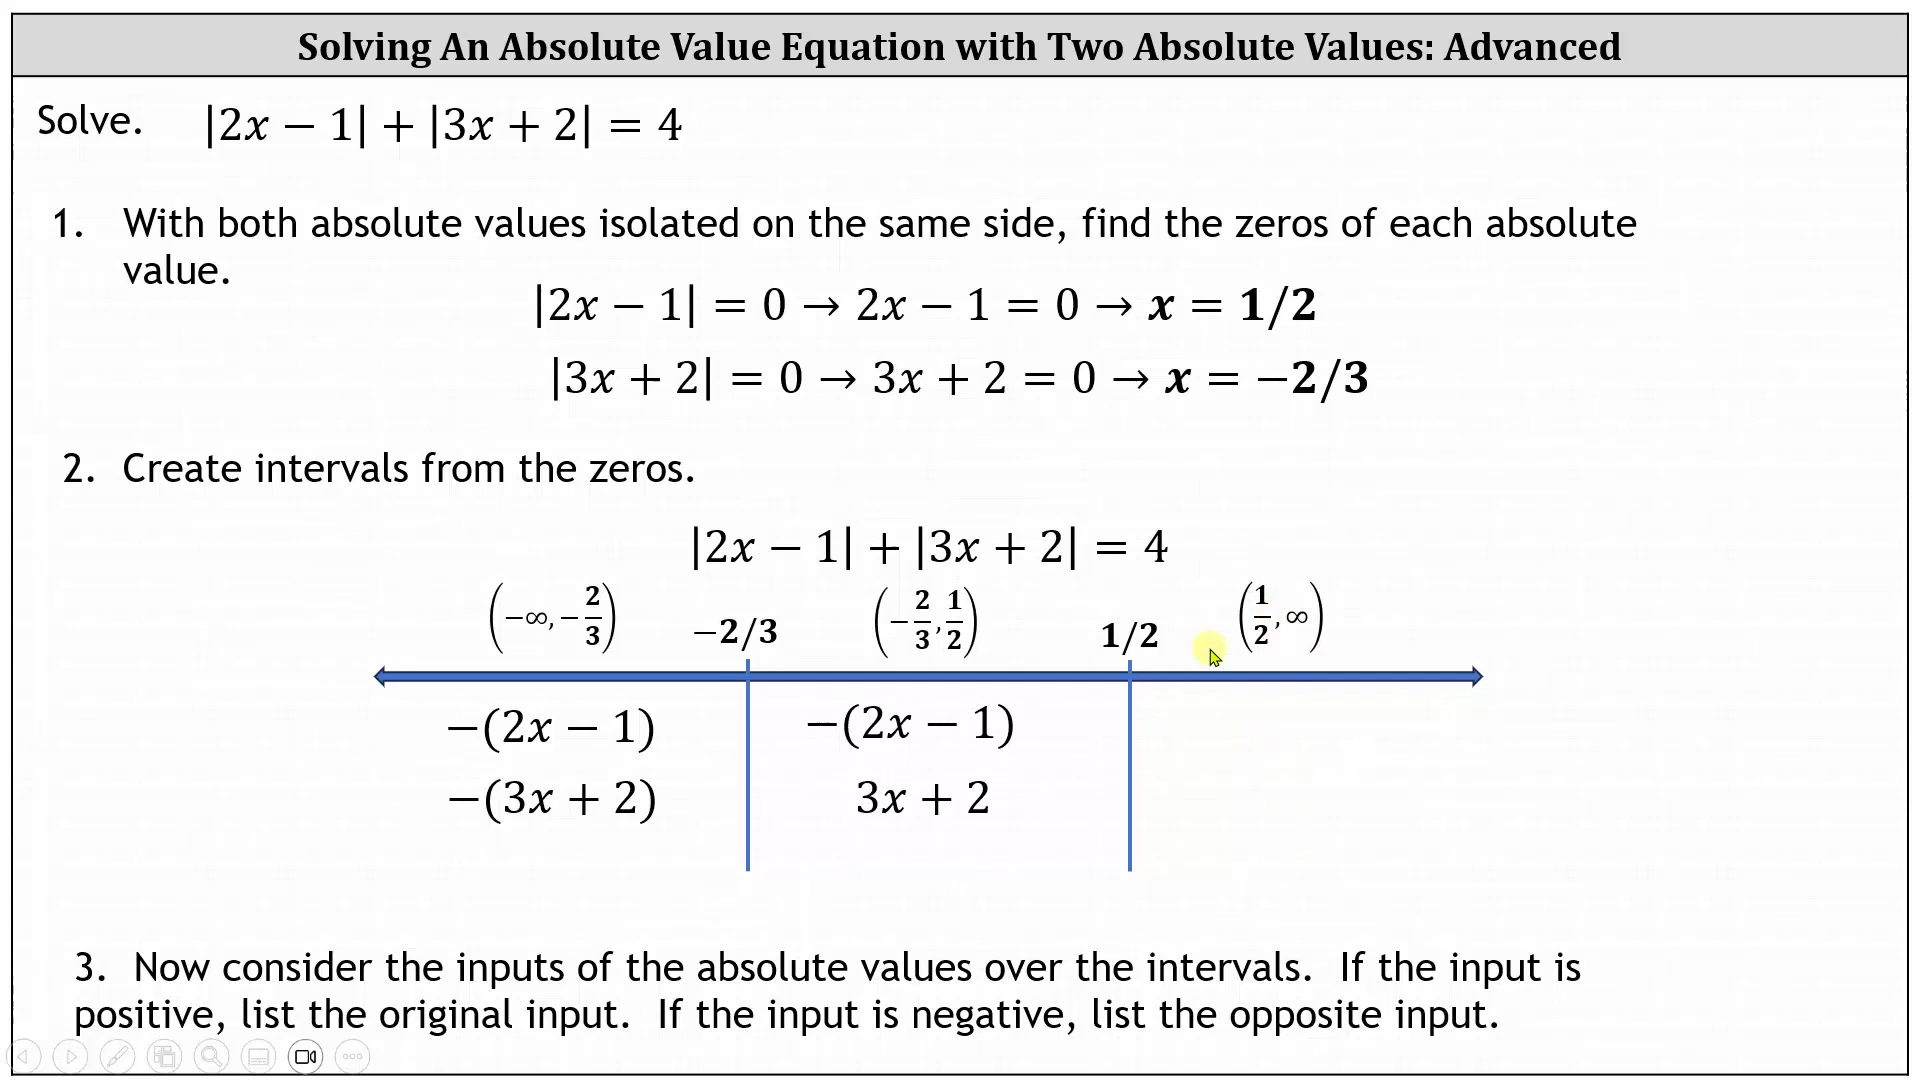 Solving An Absolute Value Equation with Two Absolute Values: Advanced
Solve. |2x − 1| + |3x + 2| = 4
1. With both absolute values isolated on the same side, find the zeros of each absolute
value.
|2x − 1| = 0 → 2x − 1 = 0 → x = 1/2
|3x + 2| = 0 → 3x + 2 = 0 → x = −2/3
2. Create intervals from the zeros.
|2x − 1| + |3x + 2| = 4
(−∞, −2/3) −2/3 (−2/3, 1/2) 1/2 (1/2, ∞)
−(2x − 1) −(2x − 1)
−(3x + 2) 3x + 2
3. Now consider the inputs of the absolute values over the intervals. If the input is
positive, list the original input. If the input is negative, list the opposite input.